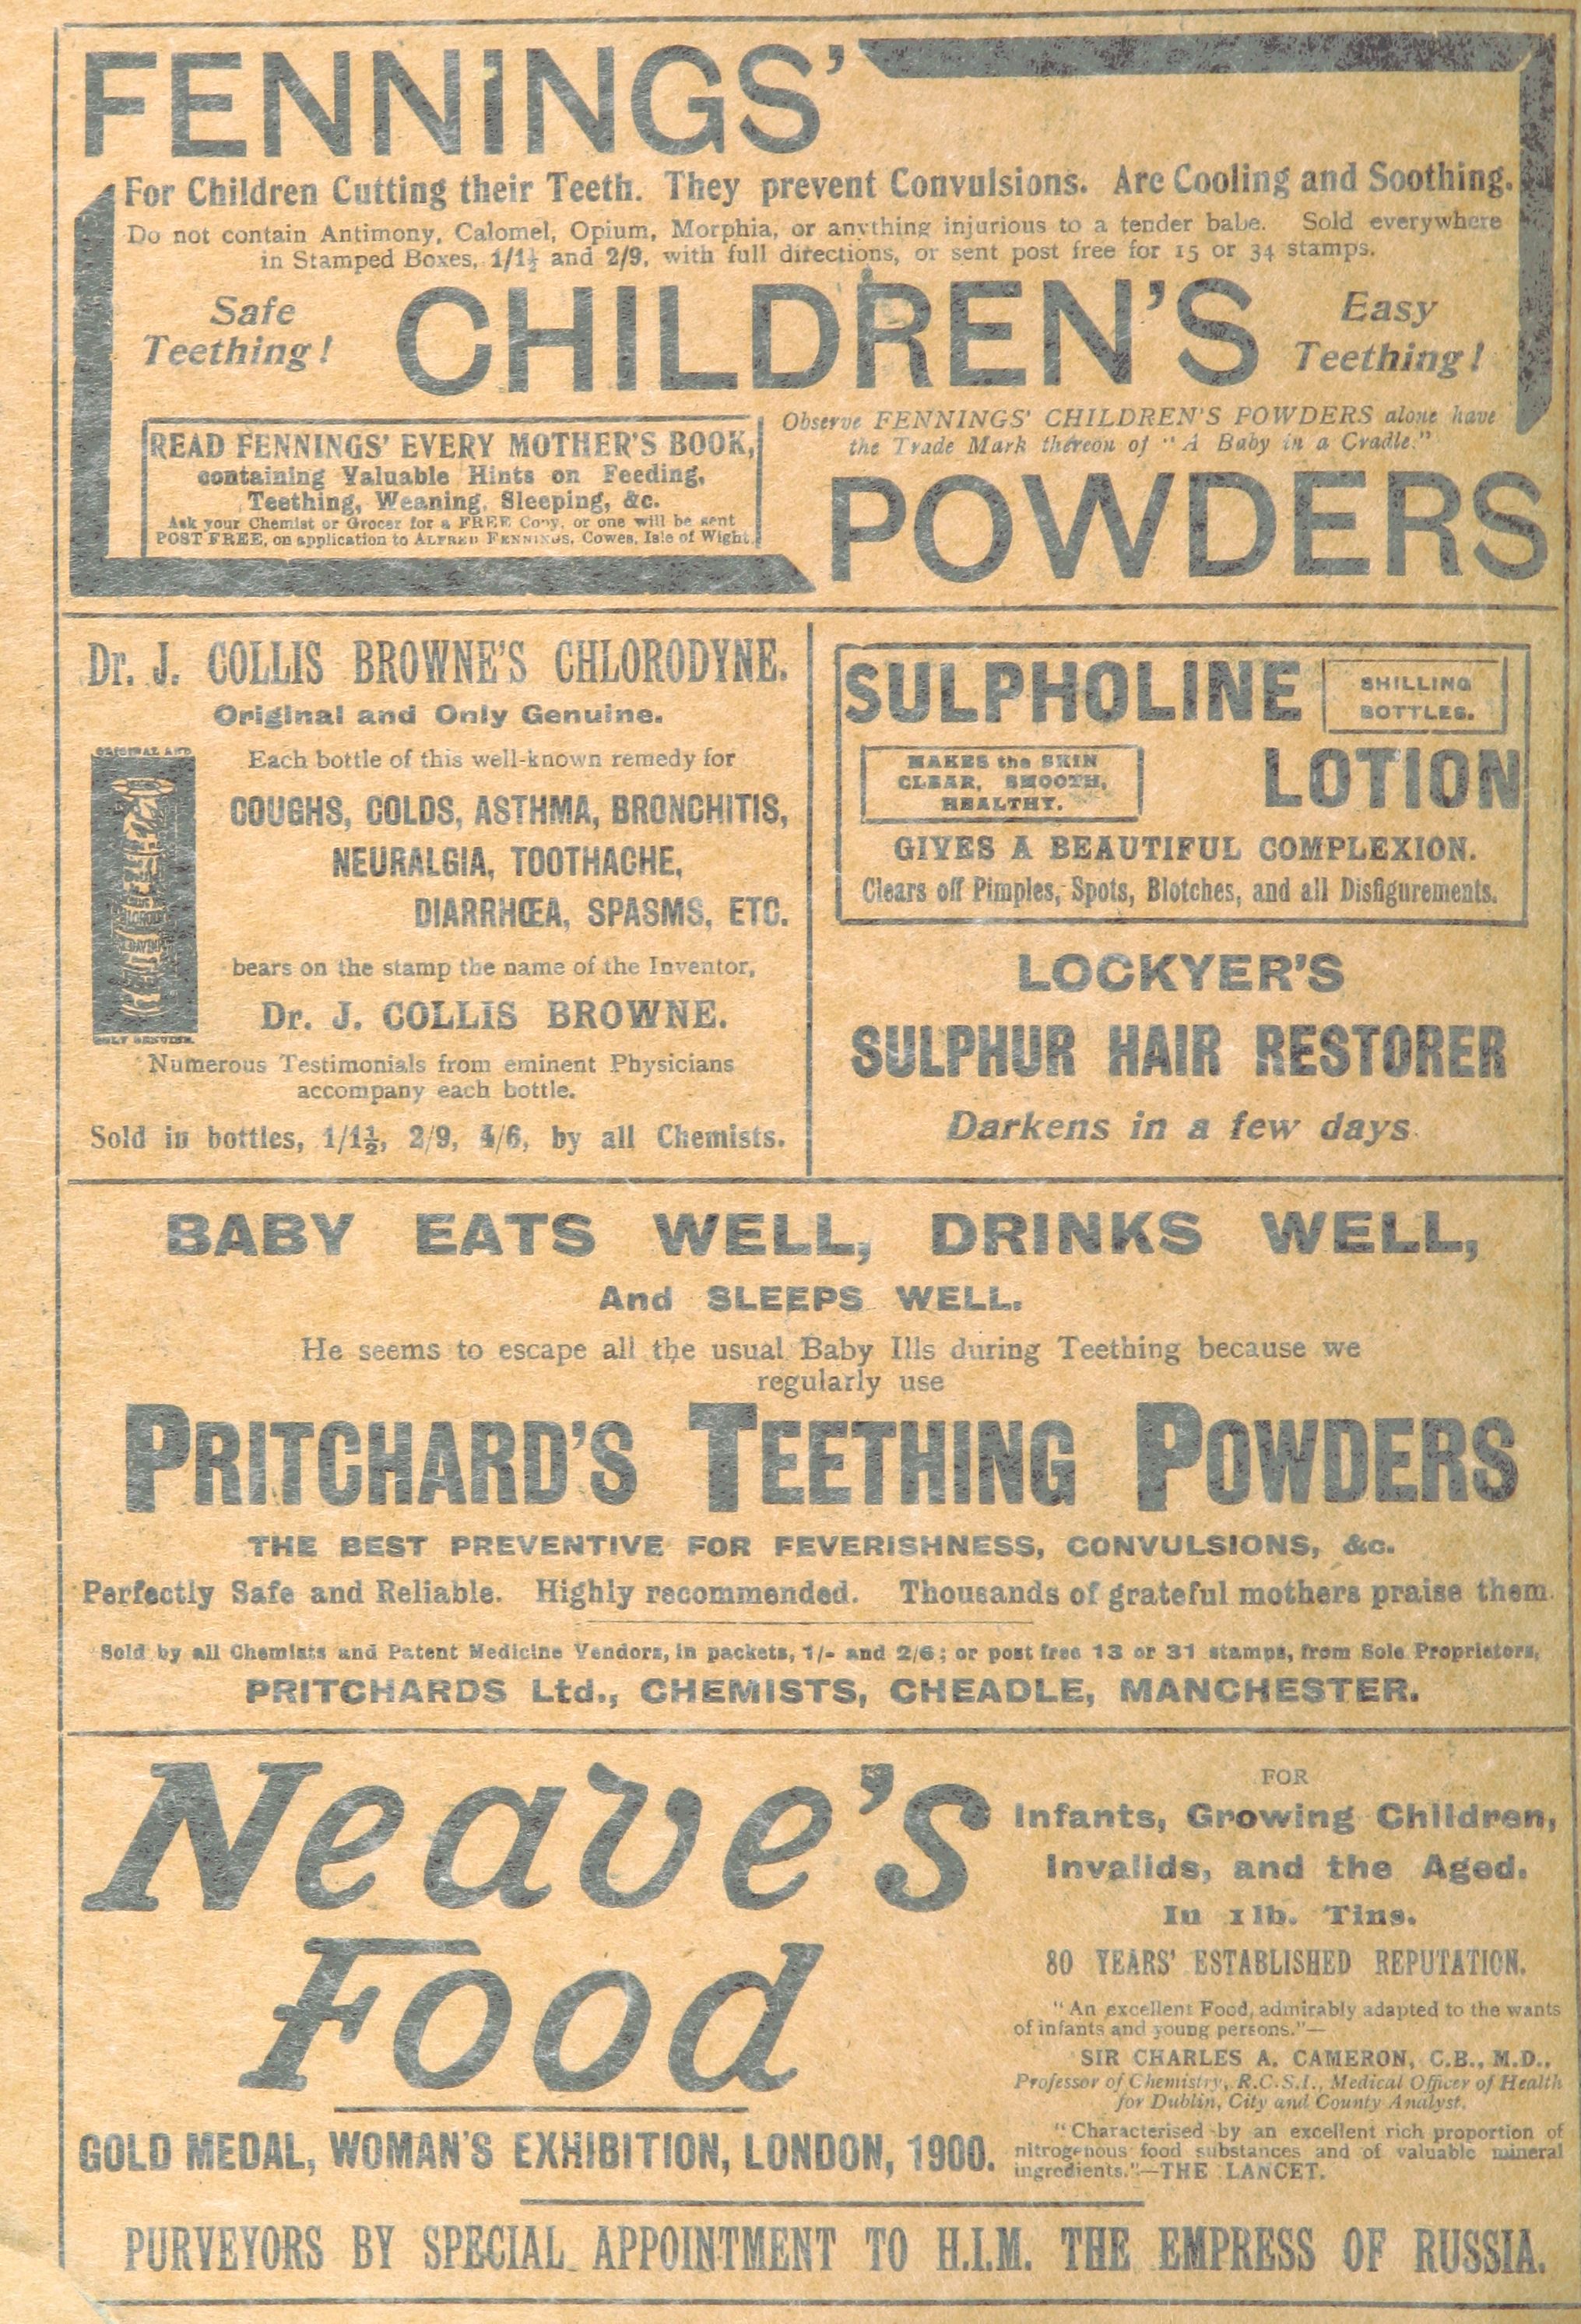 FENNINGS'
For Children Cutting their Teeth. They prevent Convulsions. Are Cooling and Soothing.
Do not contain Antimony, Calomel, Opium, Morphia, or anything injurious to a tender babe. Sold everywhere
in Stamped Boxes, 1/1½ and 2/9, with full directions, or sent post free for 15 or 34 stamps.
Safe
Teething!
CHILDREN'S
Easy
Teething!
READ FENNINGS' EVERY MOTHER'S BOOK,
containing Valuable Hints on Feeding,
Teething, Weaning, Sleeping, &c.
Ask your Chemist or Grocer for a FREE Copy, or one will be sent
POST FREE, on application to ALFRED FENNINGS, Cowes, Isle of Wight.
Observe FENNINGS' CHILDREN'S POWDERS alone have
the Trade Mark thereon of "A Baby in a Cradle."
POWDERS
Dr. J. COLLIS BROWNE'S CHLORODYNE.
Original and Only Genuine.
ORIGINAL AND
ONLY GENUINE.
Each bottle of this well-known remedy for
COUGHS, COLDS, ASTHMA, BRONCHITIS,
NEURALGIA, TOOTHACHE,
DIARRHŒA, SPASMS, ETC.
bears on the stamp the name of the Inventor,
Dr. J. COLLIS BROWNE.
Numerous Testimonials from eminent Physicians
accompany each bottle.
Sold in bottles, 1/1½, 2/9, 4/6, by all Chemists.
SULPHOLINE
SHILLING
BOTTLES.
MAKES the SKIN
CLEAR, SMOOTH,
HEALTHY.
LOTION
GIVES A BEAUTIFUL COMPLEXION.
Clears off Pimples, Spots, Blotches, and all Disfigurements.
LOCKYER'S
SULPHUR HAIR RESTORER
Darkens in a few days
BABY EATS WELL, DRINKS WELL,
And SLEEPS WELL.
He seems to escape all the usual Baby Ills during Teething because we
regularly use
PRITCHARD'S TEETHING POWDERS
THE BEST PREVENTIVE FOR FEVERISHNESS, CONVULSIONS, &c.
Perfectly Safe and Reliable. Highly recommended. Thousands of grateful mothers praise them.
Sold by all Chemists and Patent Medicine Vendors, in packets, 1/- and 2/6; or post free 13 or 31 stamps, from Sole Proprietors,
PRITCHARDS Ltd., CHEMISTS, CHEADLE, MANCHESTER.
Neave's
Food
GOLD MEDAL, WOMAN'S EXHIBITION, LONDON, 1900.
FOR
Infants, Growing Children,
Invalids, and the Aged.
In 1lb. Tins.
80 YEARS' ESTABLISHED REPUTATION.
"An excellent Food, admirably adapted to the wants
of infants and young persons."—
SIR CHARLES A. CAMERON, C.B., M.D.,
Professor of Chemistry, R.C.S.I., Medical Officer of Health
for Dublin, City and County Analyst.
"Characterised by an excellent rich proportion of
nitrogenous food substances and of valuable mineral
ingredients."—THE LANCET.
PURVEYORS BY SPECIAL APPOINTMENT TO H.I.M. THE EMPRESS OF RUSSIA.